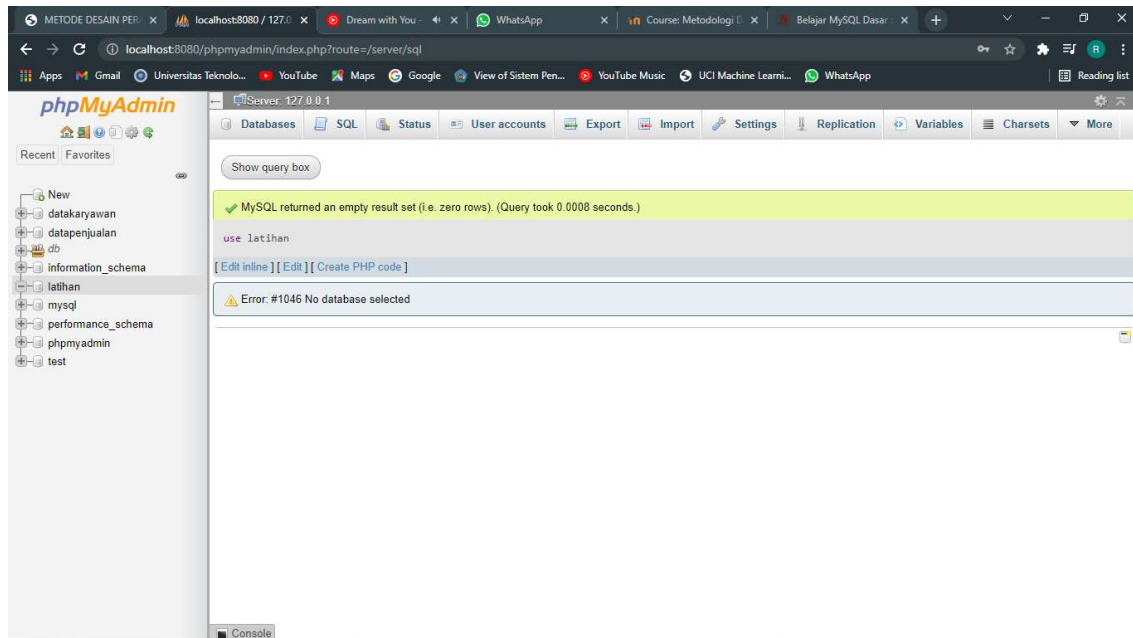 METODE DESAIN PER
localhost:8080 / 127.0
Dream with You -
WhatsApp
Course: Metodologi D
Belajar MySQL Dasar
localhost:8080/phpmyadmin/index.php?route=/server/sql
R
Apps
Gmail
Universitas Teknolo...
YouTube
Maps
Google
View of Sistem Pen...
YouTube Music
UCI Machine Learni...
WhatsApp
Reading list
phpMyAdmin
Recent
Favorites
New
datakaryawan
datapenjualan
db
information_schema
latihan
mysql
performance_schema
phpmyadmin
test
Server: 127.0.0.1
Databases
SQL
Status
User accounts
Export
Import
Settings
Replication
Variables
Charsets
More
Show query box
MySQL returned an empty result set (i.e. zero rows). (Query took 0.0008 seconds.)
use latihan
[ Edit inline ] [ Edit ] [ Create PHP code ]
Error: #1046 No database selected
Console